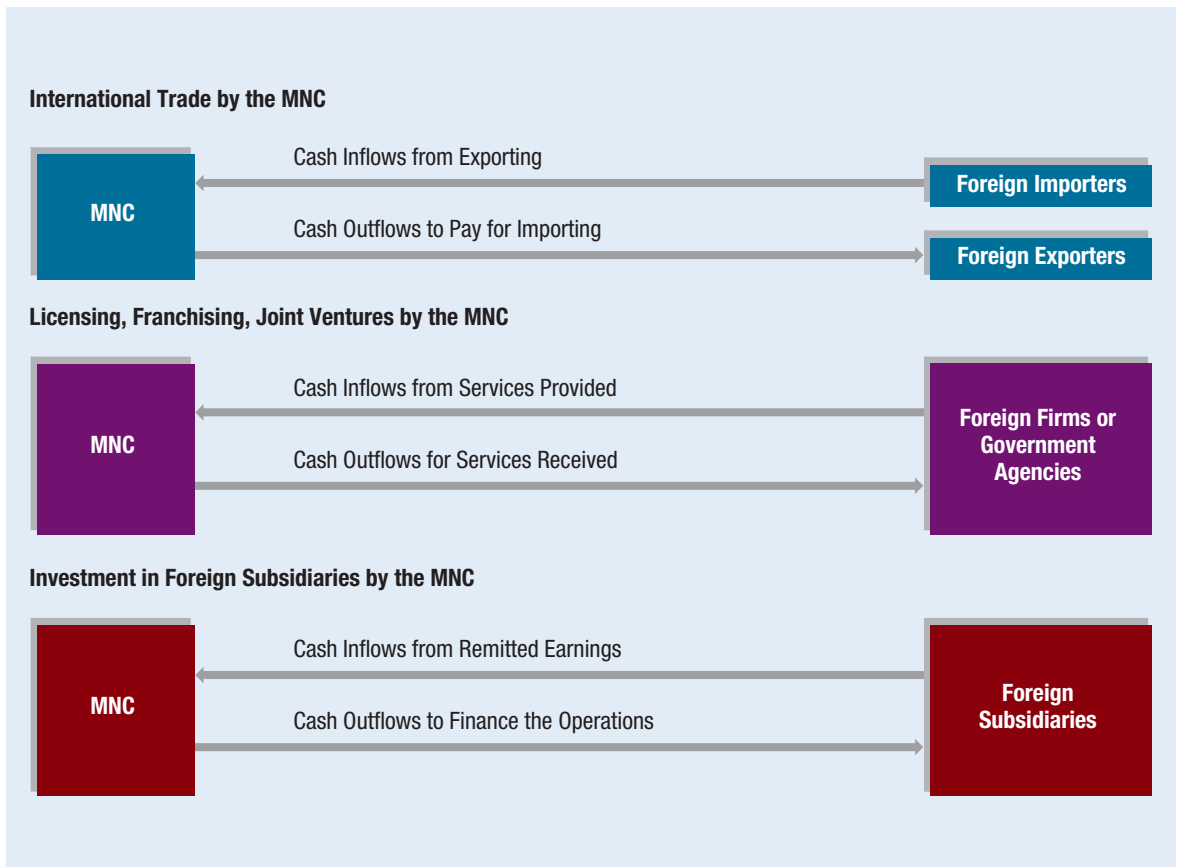 International Trade by the MNC
Cash Inflows from Exporting
Foreign Importers
MNC
Cash Outflows to Pay for Importing
Foreign Exporters
Licensing, Franchising, Joint Ventures by the MNC
Cash Inflows from Services Provided
MNC
Foreign Firms or
Government
Agencies
Cash Outflows for Services Received
Investment in Foreign Subsidiaries by the MNC
Cash Inflows from Remitted Earnings
MNC
Foreign
Subsidiaries
Cash Outflows to Finance the Operations